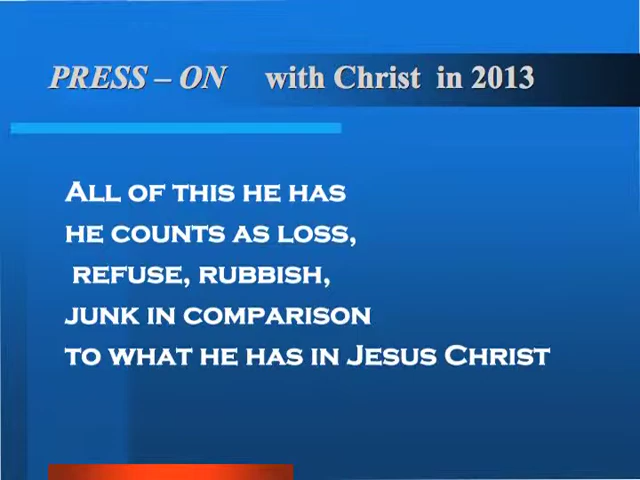 PRESS – ON with Christ in 2013
All of this he has
he counts as loss,
refuse, rubbish,
junk in comparison
to what he has in Jesus Christ